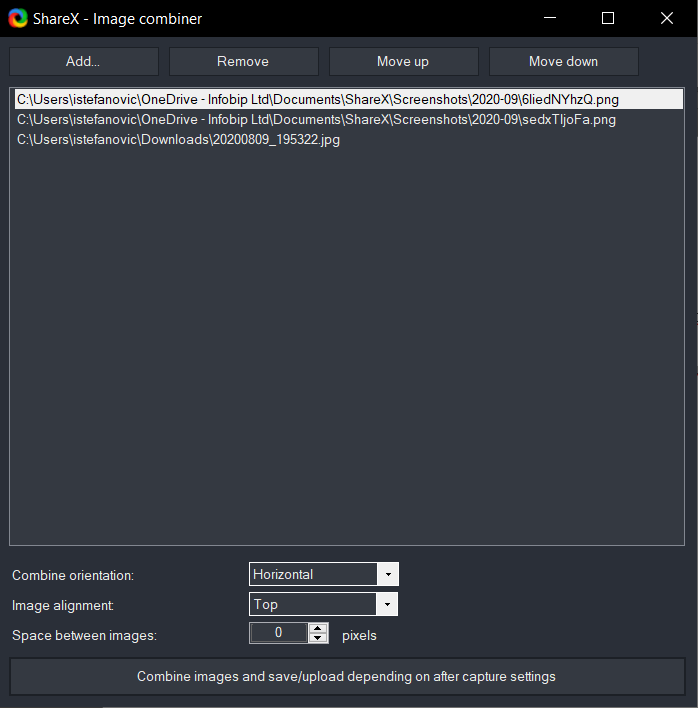 ShareX - Image combiner
Add... Remove Move up Move down
C:\Users\istefanovic\OneDrive - Infobip Ltd\Documents\ShareX\Screenshots\2020-09\6liedNYhzQ.png
C:\Users\istefanovic\OneDrive - Infobip Ltd\Documents\ShareX\Screenshots\2020-09\sedxTIjoFa.png
C:\Users\istefanovic\Downloads\20200809_195322.jpg
Combine orientation: Horizontal
Image alignment: Top
Space between images: 0 pixels
Combine images and save/upload depending on after capture settings